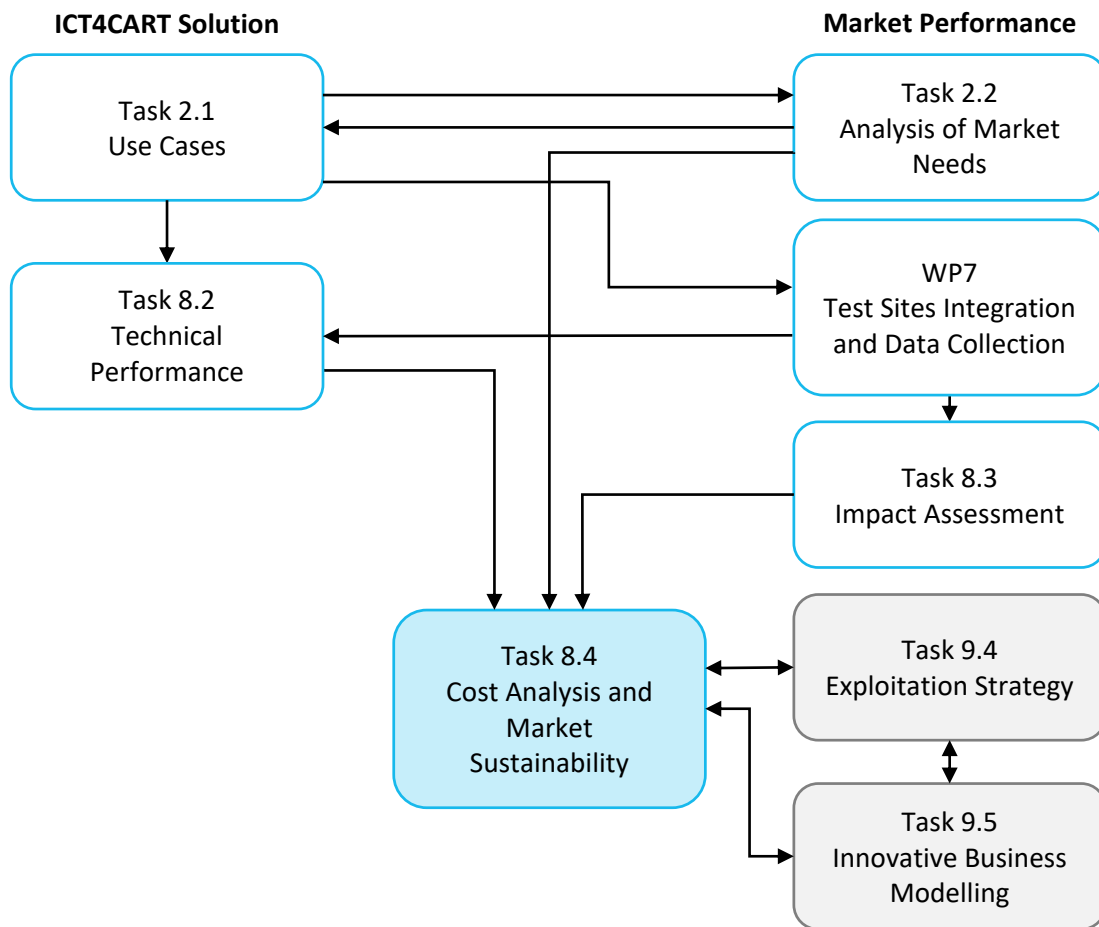 ICT4CART Solution
Market Performance
Task 2.1
Use Cases
Task 2.2
Analysis of Market
Needs
Task 8.2
Technical
Performance
WP7
Test Sites Integration
and Data Collection
Task 8.3
Impact Assessment
Task 8.4
Cost Analysis and
Market
Sustainability
Task 9.4
Exploitation Strategy
Task 9.5
Innovative Business
Modelling